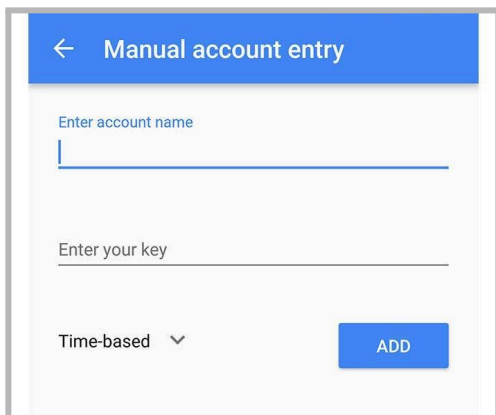 Manual account entry
Enter account name
Enter your key
Time-based
ADD